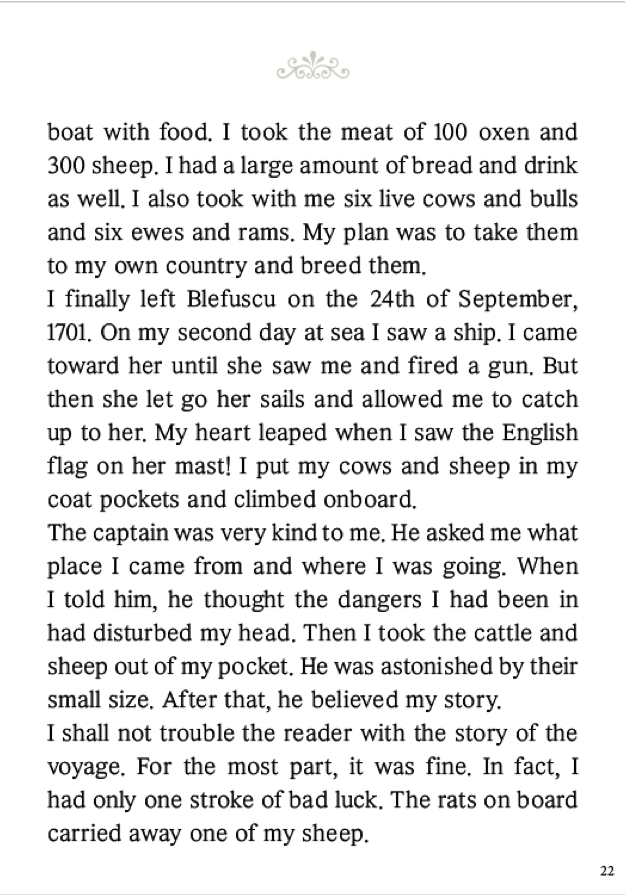 boat with food. I took the meat of 100 oxen and
300 sheep. I had a large amount of bread and drink
as well. I also took with me six live cows and bulls
and six ewes and rams. My plan was to take them
to my own country and breed them.
I finally left Blefuscu on the 24th of September,
1701. On my second day at sea I saw a ship. I came
toward her until she saw me and fired a gun. But
then she let go her sails and allowed me to catch
up to her. My heart leaped when I saw the English
flag on her mast! I put my cows and sheep in my
coat pockets and climbed onboard.
The captain was very kind to me. He asked me what
place I came from and where I was going. When
I told him, he thought the dangers I had been in
had disturbed my head. Then I took the cattle and
sheep out of my pocket. He was astonished by their
small size. After that, he believed my story.
I shall not trouble the reader with the story of the
voyage. For the most part, it was fine. In fact, I
had only one stroke of bad luck. The rats on board
carried away one of my sheep.
22